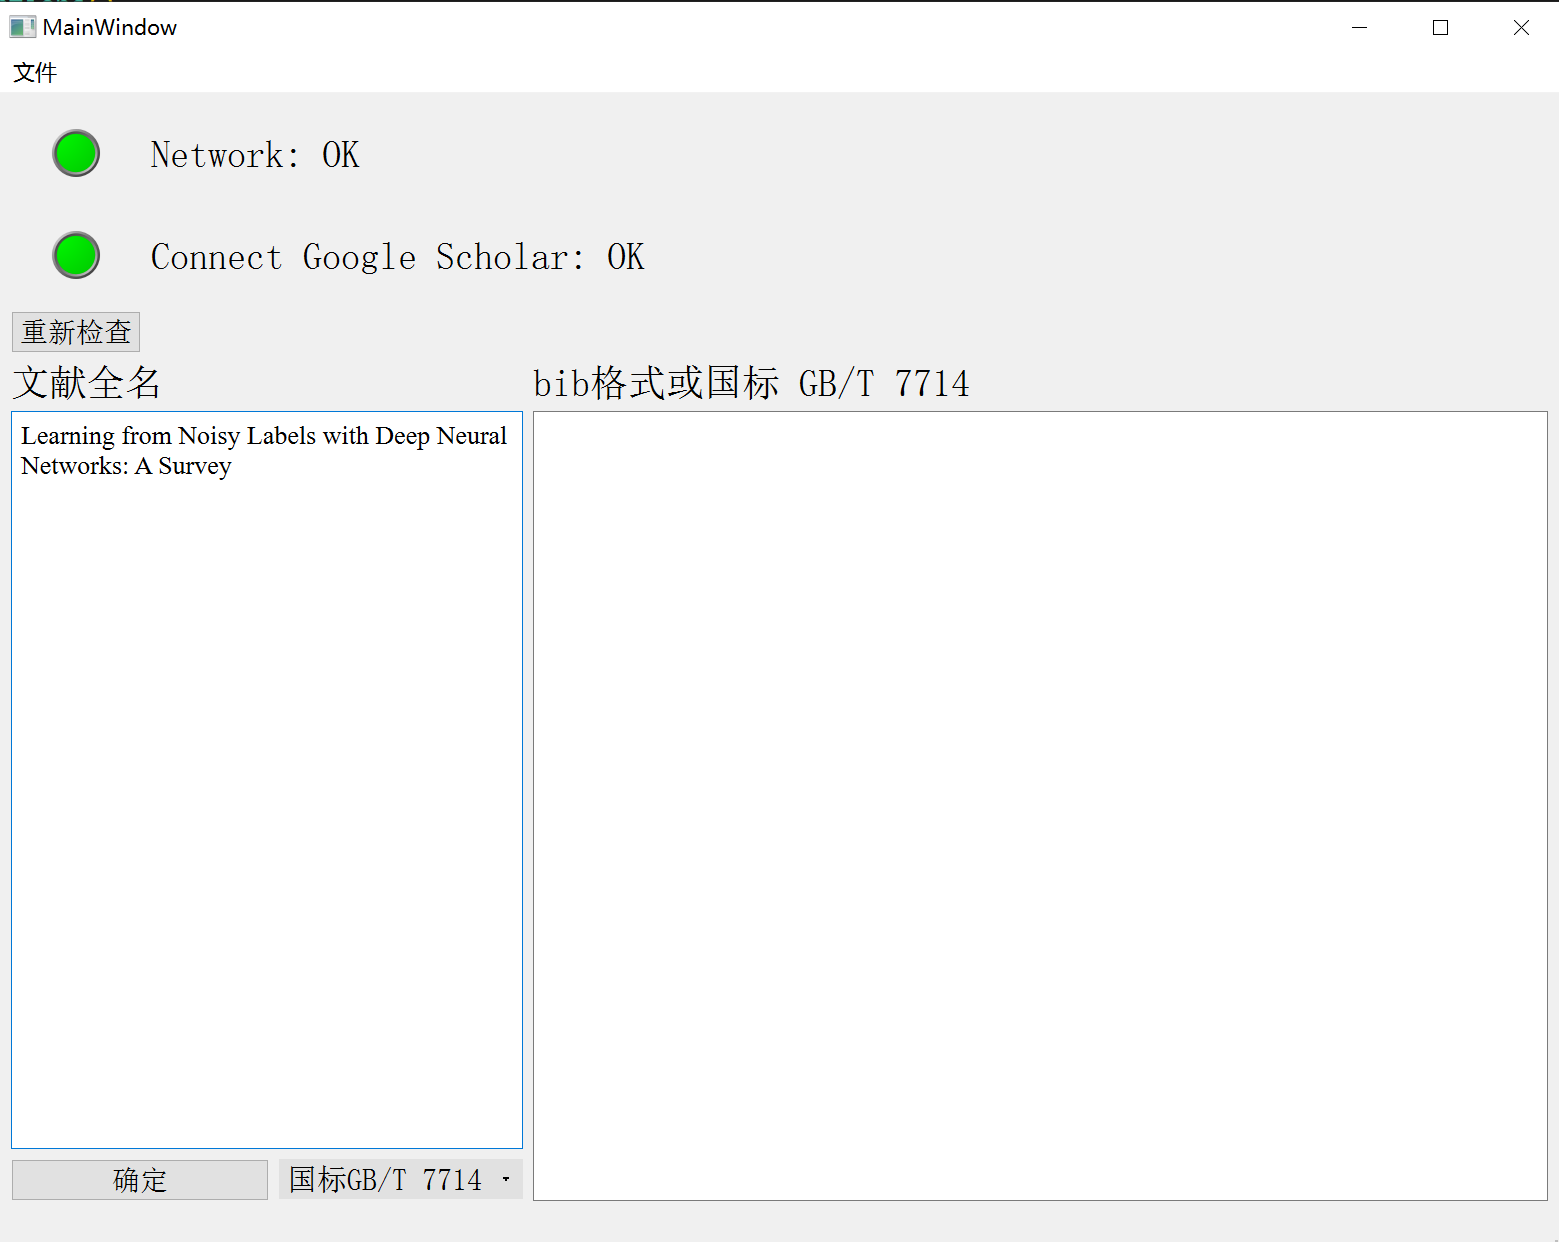 MainWindow
文件
Network: OK
Connect Google Scholar: OK
重新检查
文献全名
bib格式或国标 GB/T 7714
Learning from Noisy Labels with Deep Neural
Networks: A Survey
确定
国标GB/T 7714